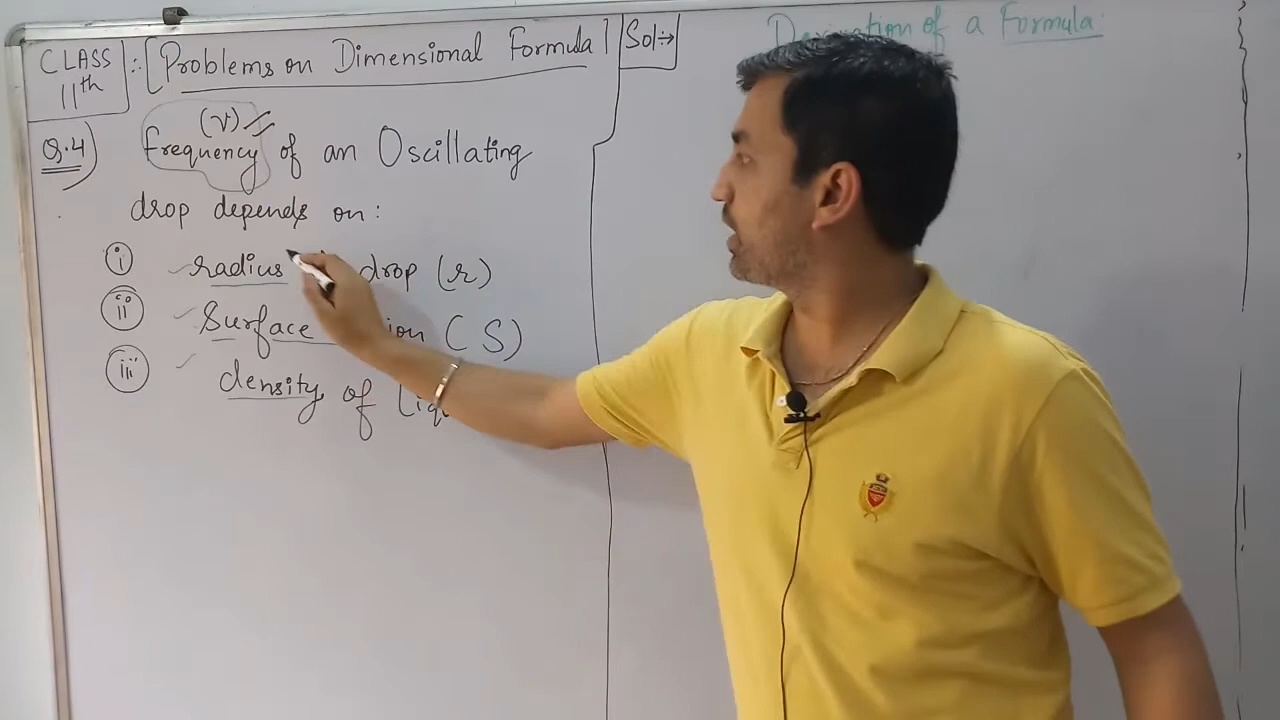 CLASS 11th :- [Problems on Dimensional Formula]
Sol:→
Derivation of a Formula:
Q.4) frequency (ν) of an Oscillating
drop depends on:
(i) radius drop (r)
(ii) Surface (S)
(iii) density of